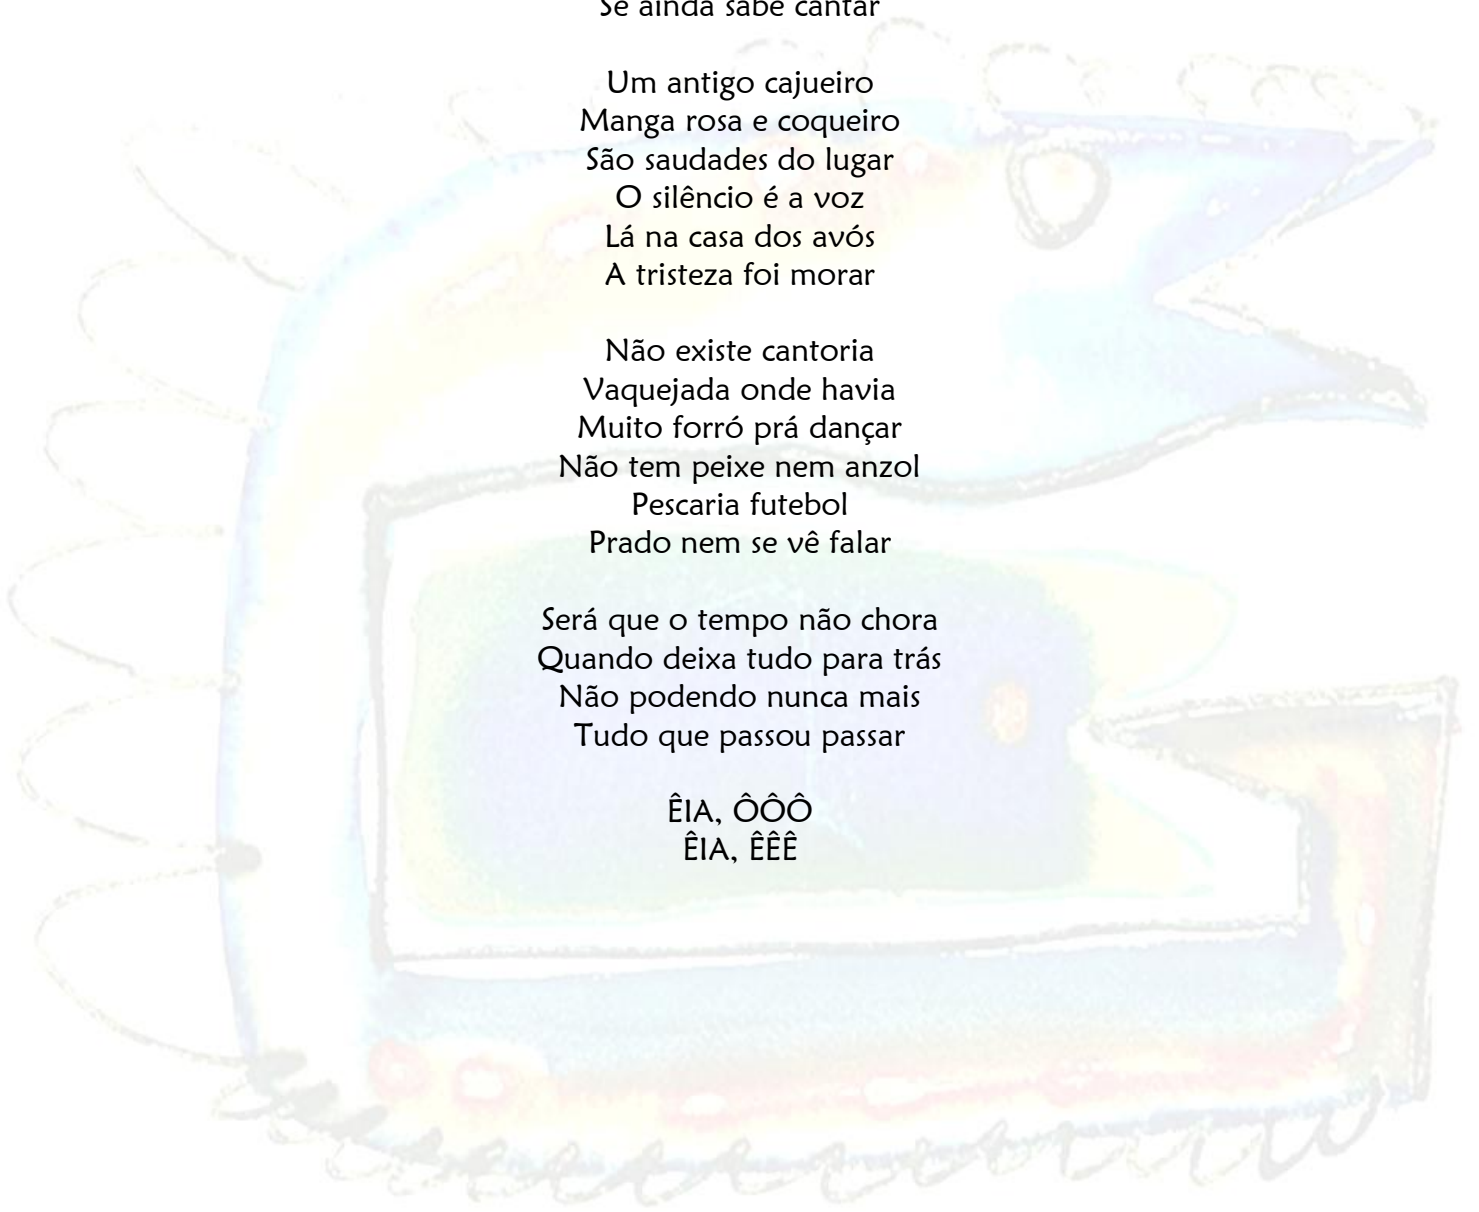 Se ainda sabe cantar
Um antigo cajueiro
Manga rosa e coqueiro
São saudades do lugar
O silêncio é a voz
Lá na casa dos avós
A tristeza foi morar
Não existe cantoria
Vaquejada onde havia
Muito forró prá dançar
Não tem peixe nem anzol
Pescaria futebol
Prado nem se vê falar
Será que o tempo não chora
Quando deixa tudo para trás
Não podendo nunca mais
Tudo que passou passar
ÊIA, ÔÔÔ
ÊIA, ÊÊÊ